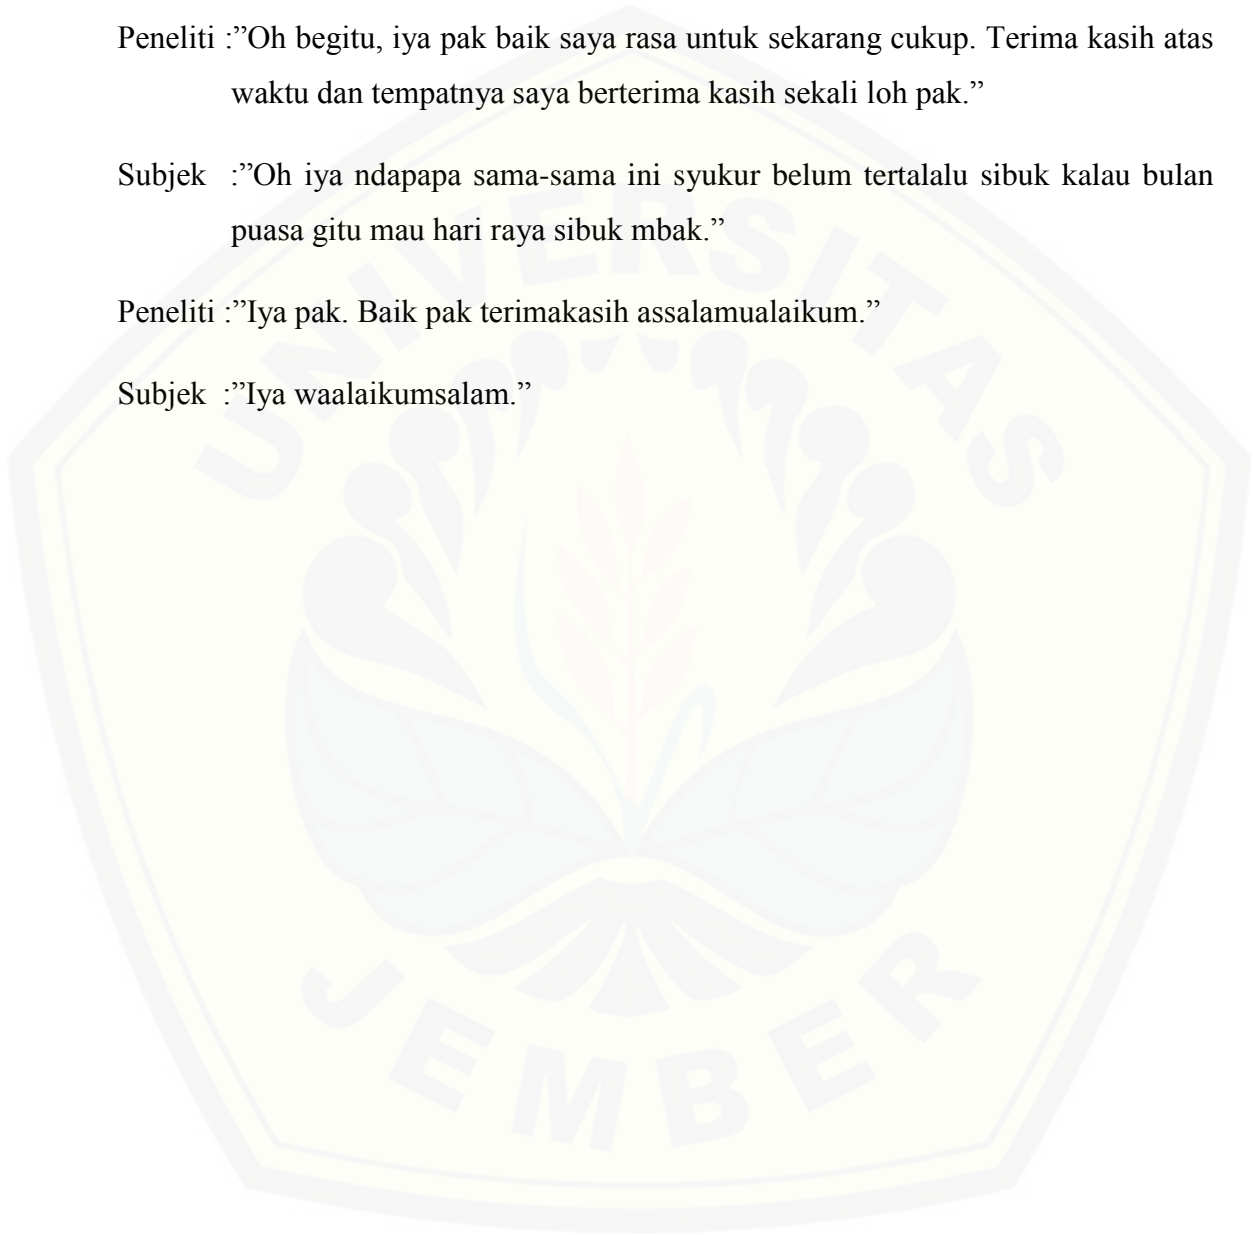 Peneliti :”Oh begitu, iya pak baik saya rasa untuk sekarang cukup. Terima kasih atas
waktu dan tempatnya saya berterima kasih sekali loh pak.”
Subjek :”Oh iya ndapapa sama-sama ini syukur belum tertalalu sibuk kalau bulan
puasa gitu mau hari raya sibuk mbak.”
Peneliti :”Iya pak. Baik pak terimakasih assalamualaikum.”
Subjek :”Iya waalaikumsalam.”
UNIVERSITAS
JEMBER